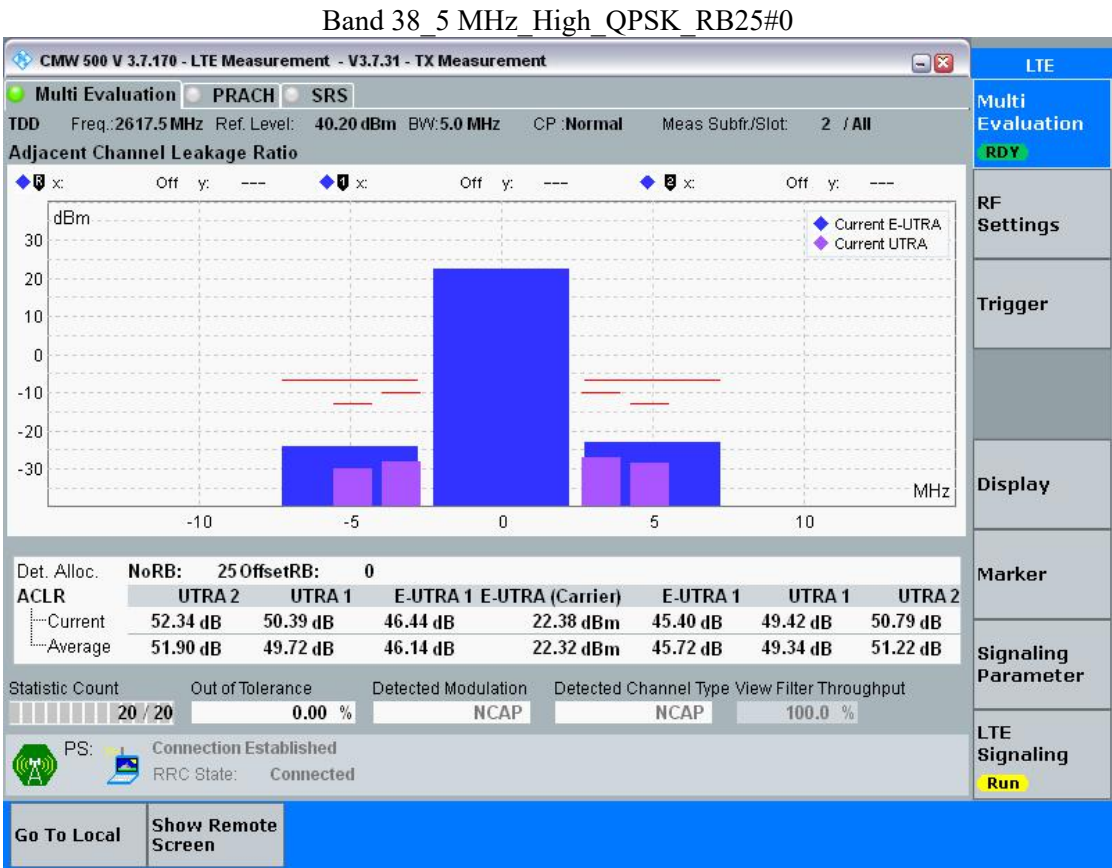 Band 38_5 MHz_High_QPSK_RB25#0
CMW 500 V 3.7.170 - LTE Measurement - V3.7.31 - TX Measurement
LTE
Multi Evaluation PRACH SRS
Multi Evaluation
RDY
TDD Freq.:2617.5 MHz Ref. Level: 40.20 dBm BW:5.0 MHz CP :Normal Meas Subfr./Slot: 2 / All
Adjacent Channel Leakage Ratio
R x: Off y: --- 1 x: Off y: --- 2 x: Off y: ---
RF Settings
dBm
Current E-UTRA
Current UTRA
30
20
10
0
-10
-20
-30
MHz
-10 -5 0 5 10
Trigger
Display
Marker
Det. Alloc. NoRB: 25 OffsetRB: 0
ACLR UTRA 2 UTRA 1 E-UTRA 1 E-UTRA (Carrier) E-UTRA 1 UTRA 1 UTRA 2
Current 52.34 dB 50.39 dB 46.44 dB 22.38 dBm 45.40 dB 49.42 dB 50.79 dB
Average 51.90 dB 49.72 dB 46.14 dB 22.32 dBm 45.72 dB 49.34 dB 51.22 dB
Signaling Parameter
Statistic Count Out of Tolerance Detected Modulation Detected Channel Type View Filter Throughput
20 / 20 0.00 % NCAP NCAP 100.0 %
PS: Connection Established
RRC State: Connected
LTE Signaling
Run
Go To Local
Show Remote Screen